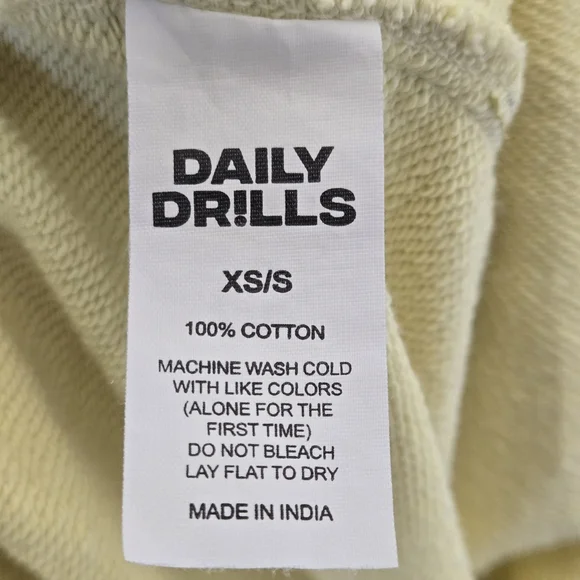 DAILY
DR!LLS
XS/S
100% COTTON
MACHINE WASH COLD
WITH LIKE COLORS
(ALONE FOR THE
FIRST TIME)
DO NOT BLEACH
LAY FLAT TO DRY
MADE IN INDIA